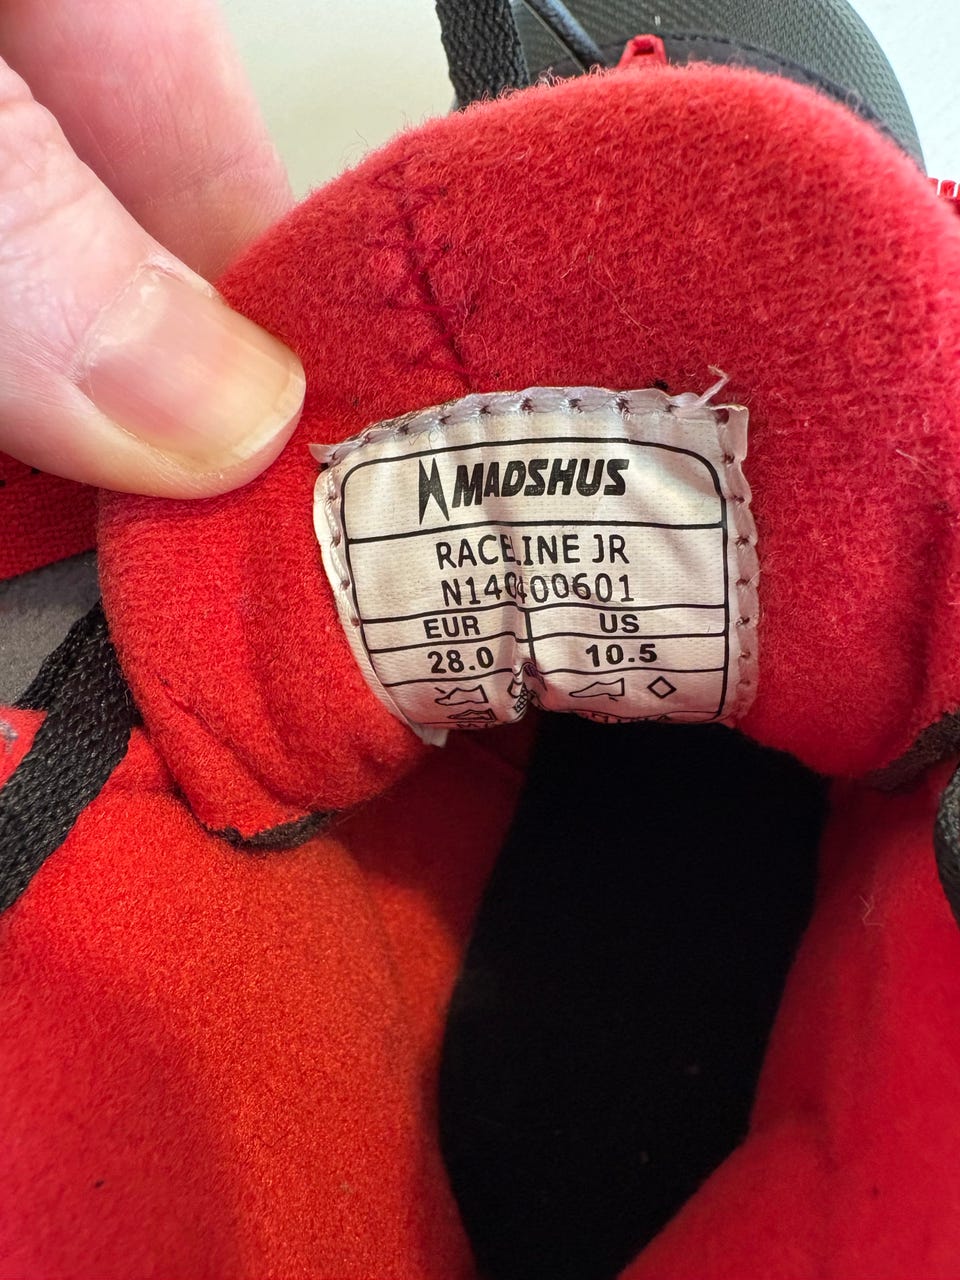 MADSHUS
RACELINE JR
N140400601
EUR US
28.0 10.5